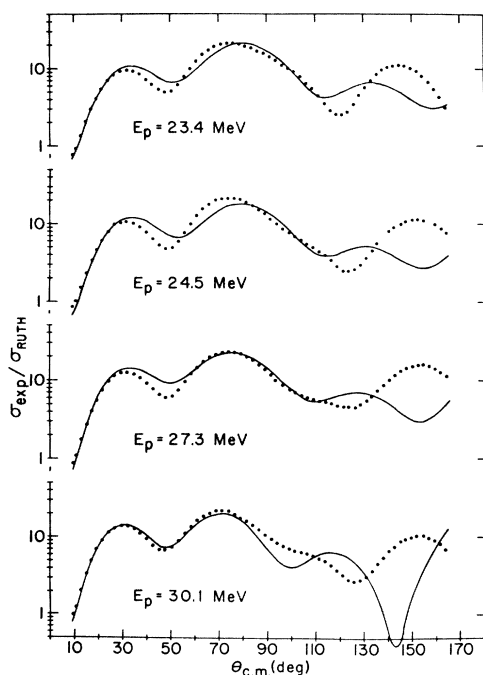 10
1
E_p = 23.4 MeV
10
1
E_p = 24.5 MeV
10
1
E_p = 27.3 MeV
10
1
E_p = 30.1 MeV
σ_exp / σ_RUTH
10 30 50 70 90 110 130 150 170
θ_c.m(deg)